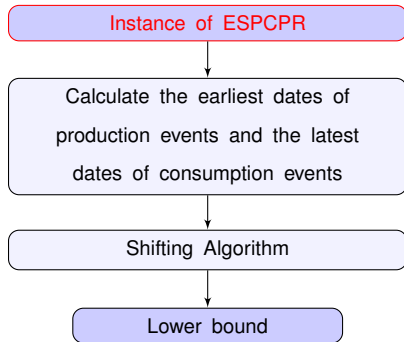 Instance of ESPCPR
Calculate the earliest dates of
production events and the latest
dates of consumption events
Shifting Algorithm
Lower bound